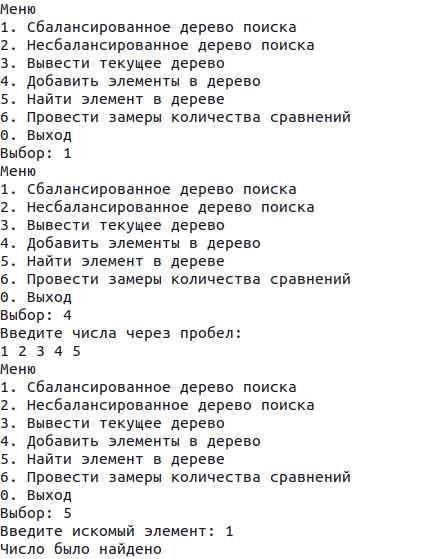 Меню
1. Сбалансированное дерево поиска
2. Несбалансированное дерево поиска
3. Вывести текущее дерево
4. Добавить элементы в дерево
5. Найти элемент в дереве
6. Провести замеры количества сравнений
0. Выход
Выбор: 1
Меню
1. Сбалансированное дерево поиска
2. Несбалансированное дерево поиска
3. Вывести текущее дерево
4. Добавить элементы в дерево
5. Найти элемент в дереве
6. Провести замеры количества сравнений
0. Выход
Выбор: 4
Введите числа через пробел:
1 2 3 4 5
Меню
1. Сбалансированное дерево поиска
2. Несбалансированное дерево поиска
3. Вывести текущее дерево
4. Добавить элементы в дерево
5. Найти элемент в дереве
6. Провести замеры количества сравнений
0. Выход
Выбор: 5
Введите искомый элемент: 1
Число было найдено